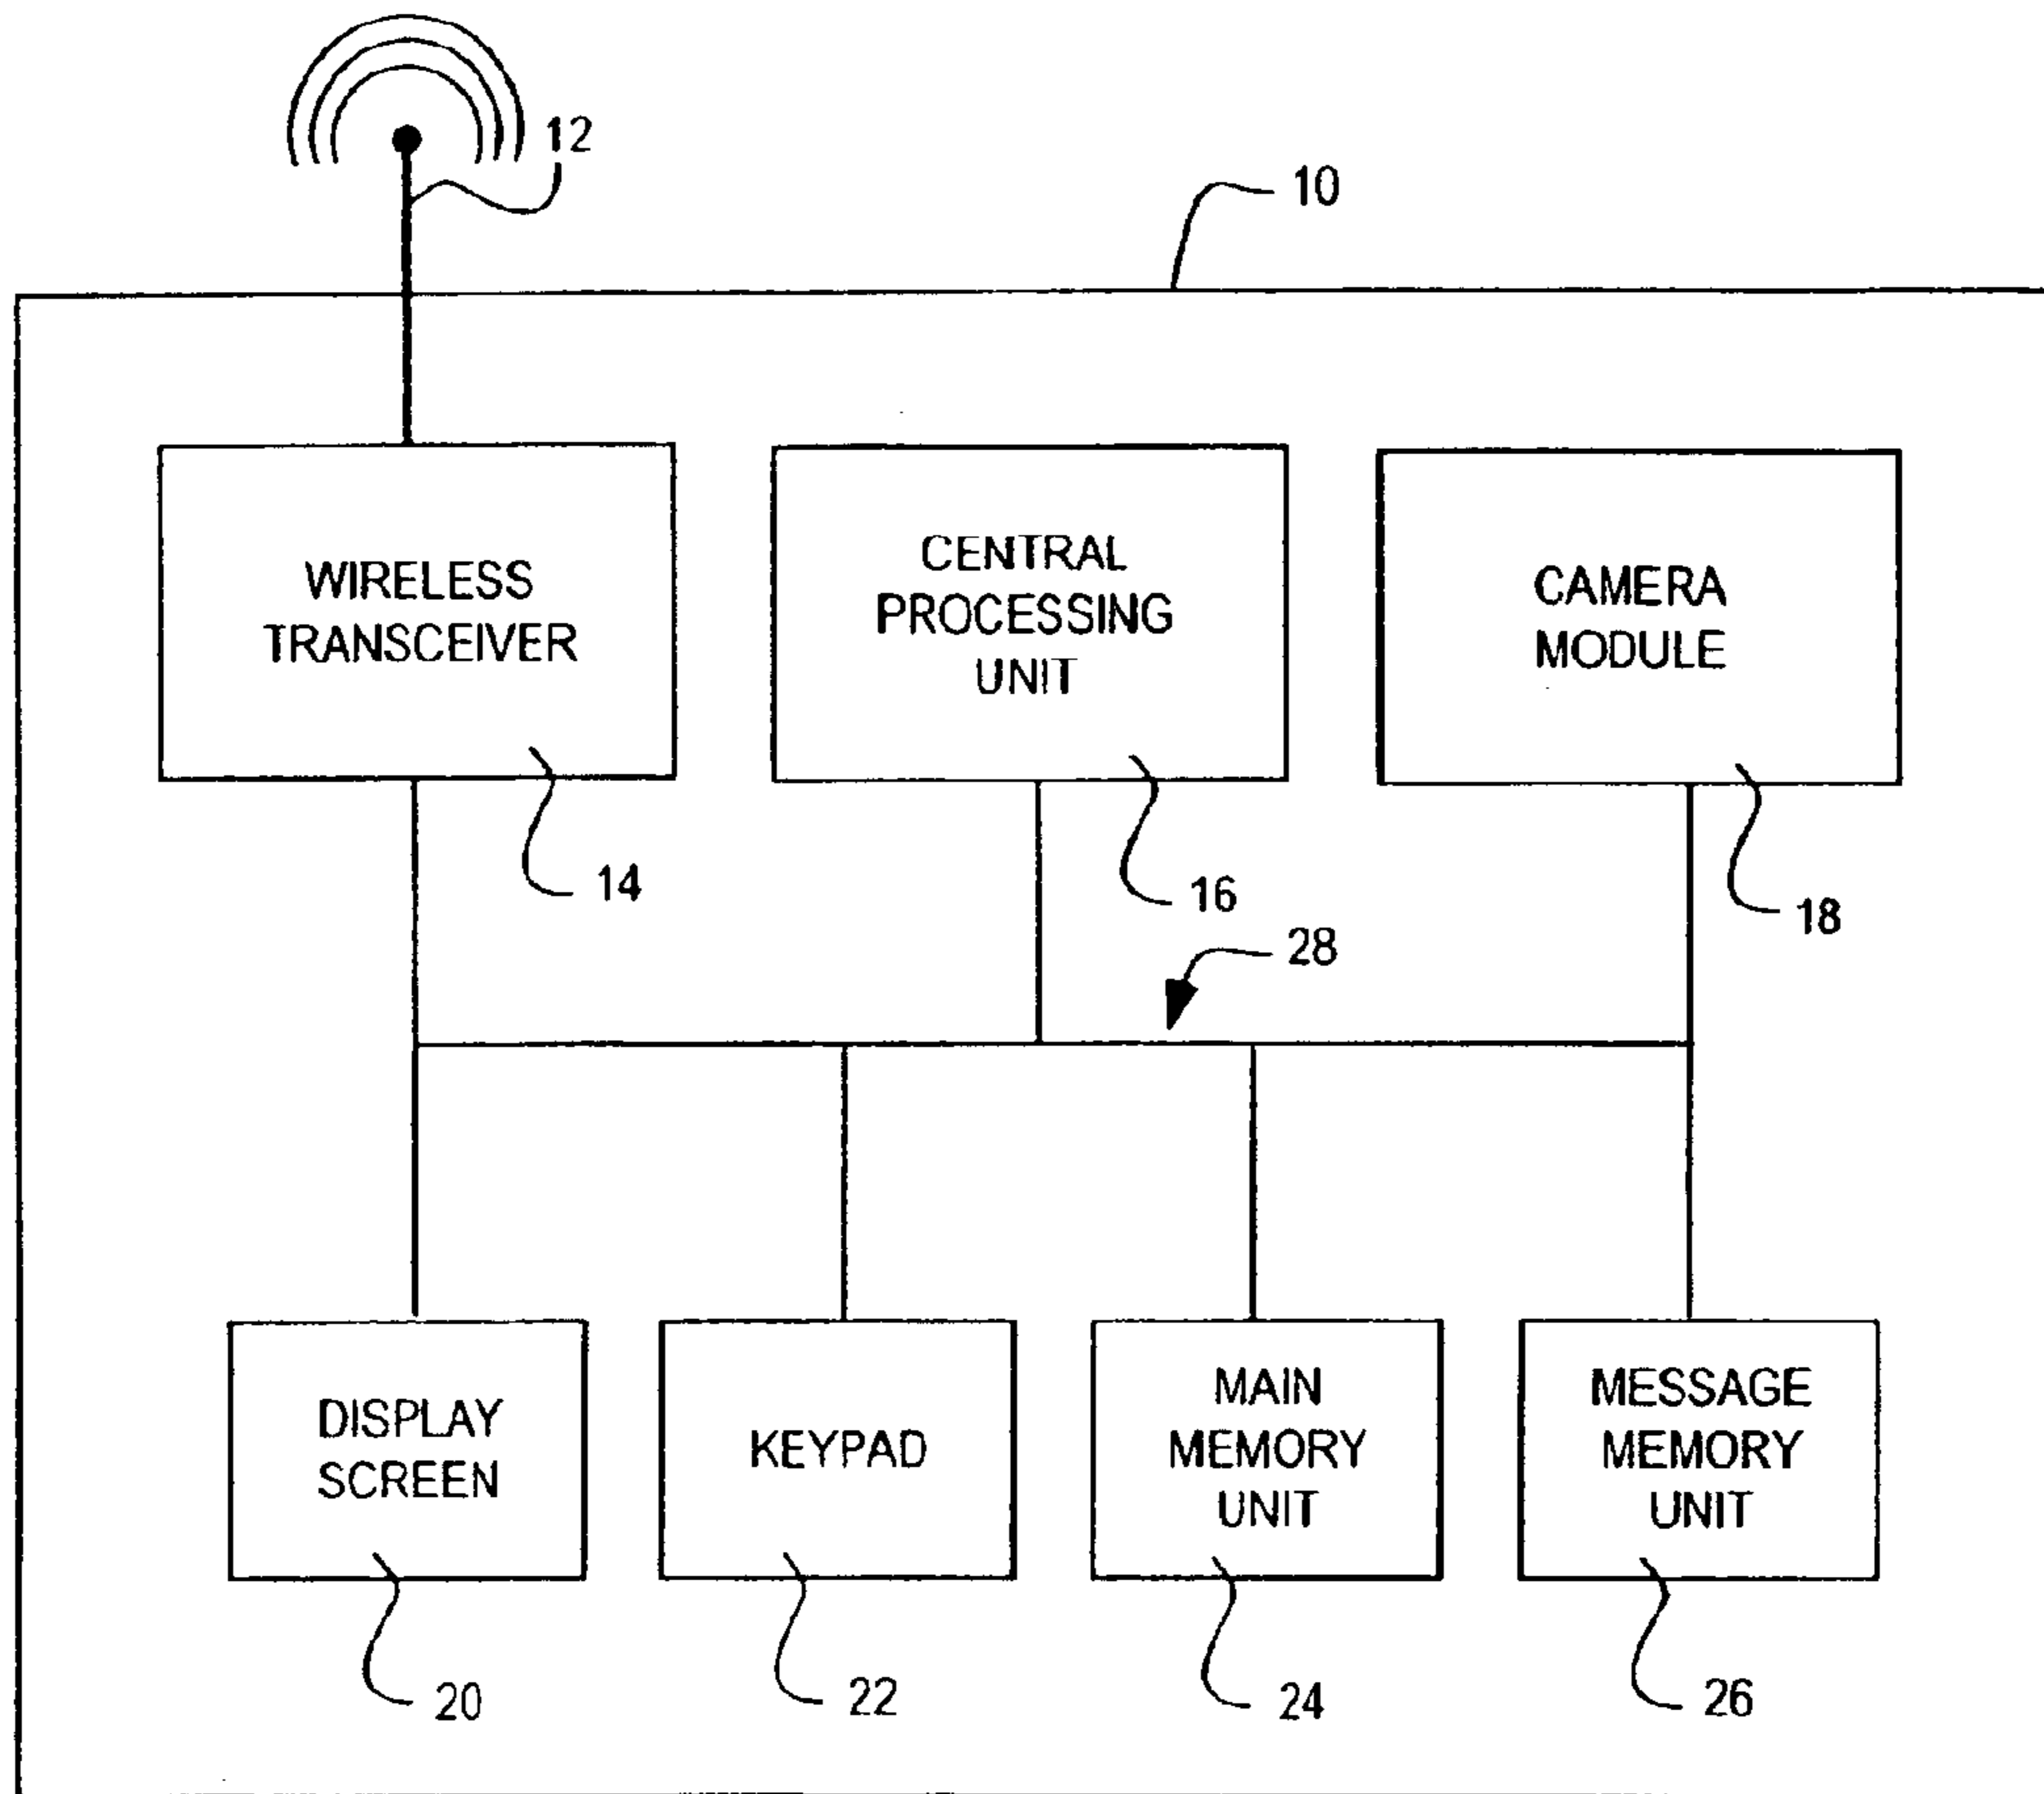 12
10
WIRELESS
TRANSCEIVER
CENTRAL
PROCESSING
UNIT
CAMERA
MODULE
14
16
18
28
DISPLAY
SCREEN
KEYPAD
MAIN
MEMORY
UNIT
MESSAGE
MEMORY
UNIT
20
22
24
26